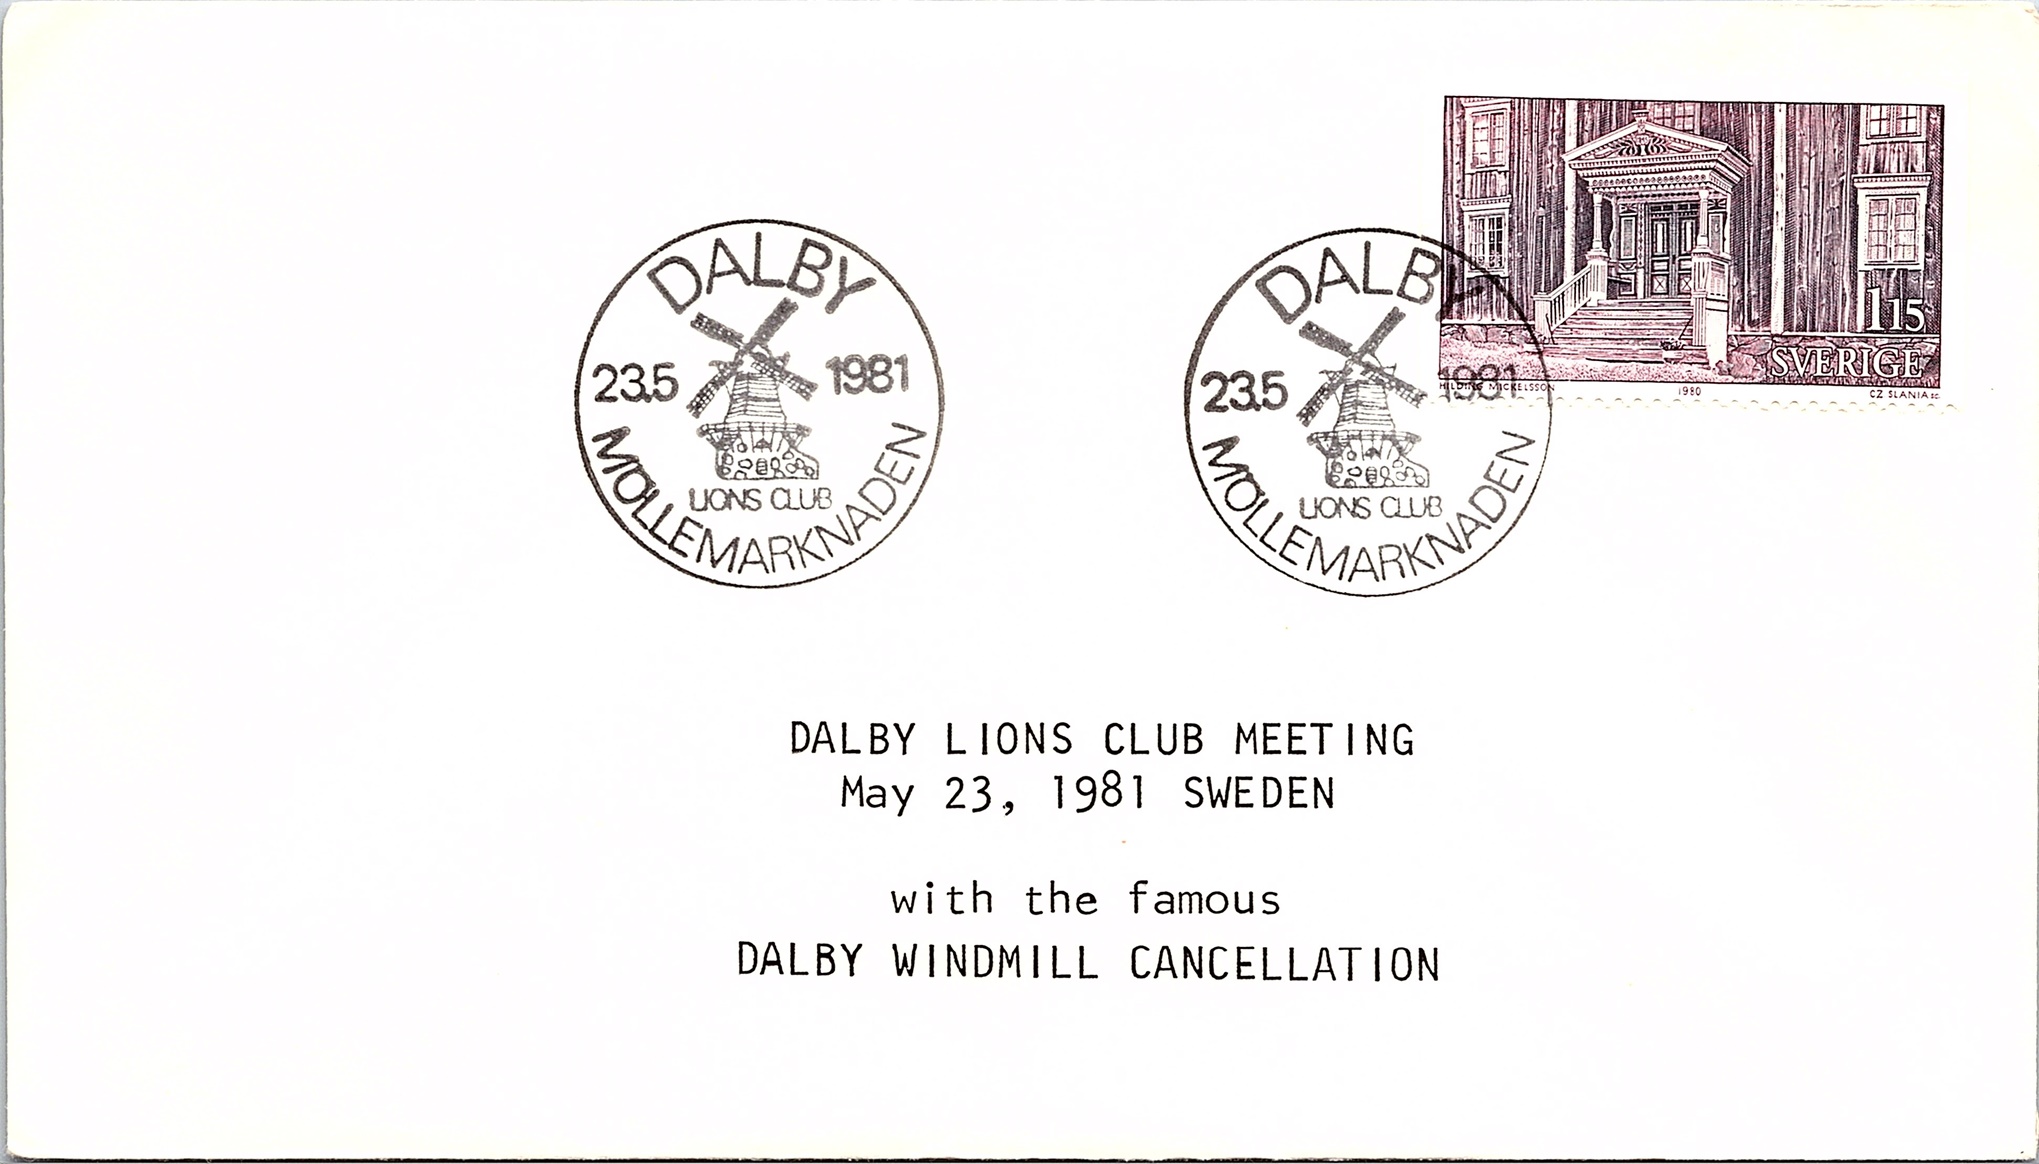 DALBY
23.5 1981
LIONS CLUB
MÖLLEMARKNADEN
DALBY
23.5 1981
LIONS CLUB
MÖLLEMARKNADEN
115
SVERIGE
HILDING MICKELSSON 1980 CZ SLANIA SC.
DALBY LIONS CLUB MEETING
May 23, 1981 SWEDEN
with the famous
DALBY WINDMILL CANCELLATION